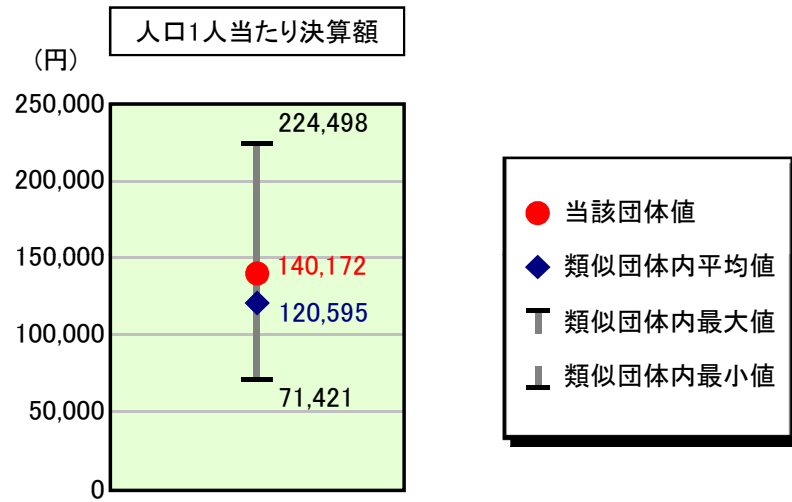 人口1人当たり決算額
(円)
250,000
224,498
200,000
150,000
140,172
120,595
100,000
71,421
50,000
0
当該団体値
類似団体内平均値
類似団体内最大値
類似団体内最小値